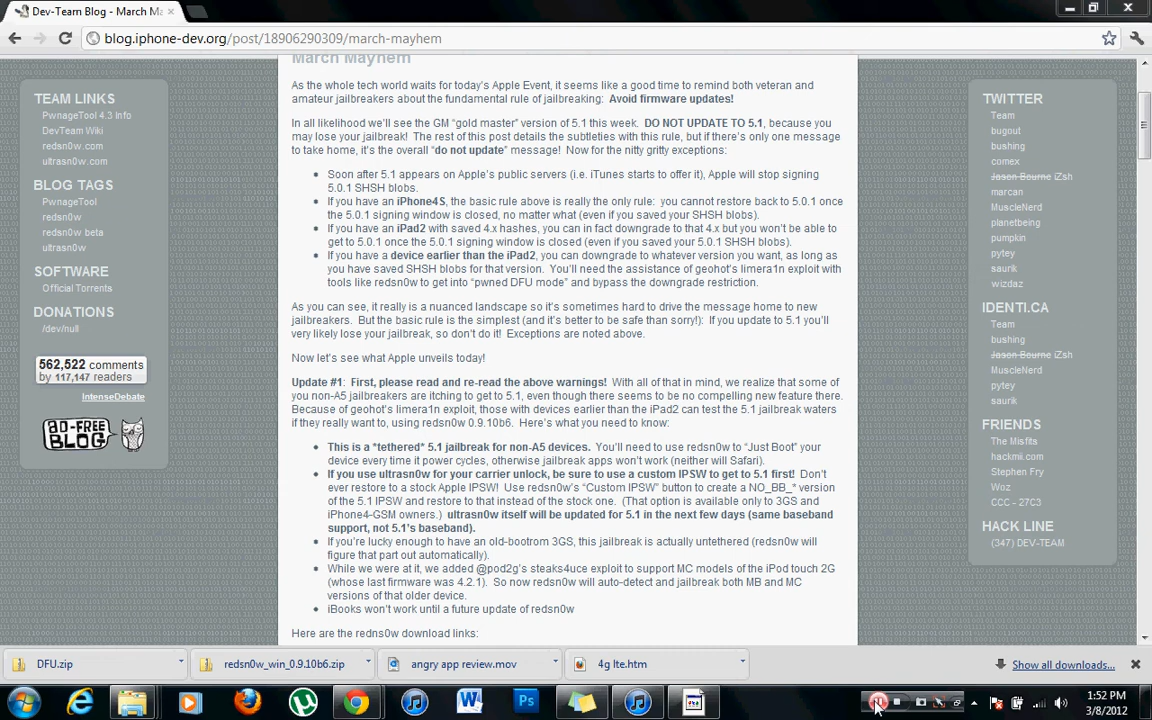 Dev-Team Blog - March Ma
blog.iphone-dev.org/post/18906290309/march-mayhem
TEAM LINKS
PwnageTool 4.3 Info
DevTeam Wiki
redsn0w.com
ultrasn0w.com
BLOG TAGS
PwnageTool
redsn0w
redsn0w beta
ultrasn0w
SOFTWARE
Official Torrents
DONATIONS
/dev/null
562,522 comments
by 117,147 readers
IntenseDebate
AD-FREE
BLOG
March Mayhem
As the whole tech world waits for today's Apple Event, it seems like a good time to remind both veteran and
amateur jailbreakers about the fundamental rule of jailbreaking: Avoid firmware updates!
In all likelihood we'll see the GM "gold master" version of 5.1 this week. DO NOT UPDATE TO 5.1, because you
may lose your jailbreak! The rest of this post details the subtleties with this rule, but if there's only one message
to take home, it's the overall "do not update" message! Now for the nitty gritty exceptions:
Soon after 5.1 appears on Apple's public servers (i.e. iTunes starts to offer it), Apple will stop signing
5.0.1 SHSH blobs.
If you have an iPhone4S, the basic rule above is really the only rule: you cannot restore back to 5.0.1 once
the 5.0.1 signing window is closed, no matter what (even if you saved your SHSH blobs).
If you have an iPad2 with saved 4.x hashes, you can in fact downgrade to that 4.x but you won't be able to
get to 5.0.1 once the 5.0.1 signing window is closed (even if you saved your 5.0.1 SHSH blobs).
If you have a device earlier than the iPad2, you can downgrade to whatever version you want, as long as
you have saved SHSH blobs for that version. You'll need the assistance of geohot's limera1n exploit with
tools like redsn0w to get into "pwned DFU mode" and bypass the downgrade restriction.
As you can see, it really is a nuanced landscape so it's sometimes hard to drive the message home to new
jailbreakers. But the basic rule is the simplest (and it's better to be safe than sorry!): If you update to 5.1 you'll
very likely lose your jailbreak, so don't do it! Exceptions are noted above.
Now let's see what Apple unveils today!
Update #1: First, please read and re-read the above warnings! With all of that in mind, we realize that some of
you non-A5 jailbreakers are itching to get to 5.1, even though there seems to be no compelling new feature there.
Because of geohot's limera1n exploit, those with devices earlier than the iPad2 can test the 5.1 jailbreak waters
if they really want to, using redsn0w 0.9.10b6. Here's what you need to know:
This is a *tethered* 5.1 jailbreak for non-A5 devices. You'll need to use redsn0w to "Just Boot" your
device every time it power cycles, otherwise jailbreak apps won't work (neither will Safari).
If you use ultrasn0w for your carrier unlock, be sure to use a custom IPSW to get to 5.1 first! Don't
ever restore to a stock Apple IPSW! Use redsn0w's "Custom IPSW" button to create a NO_BB_* version
of the 5.1 IPSW and restore to that instead of the stock one. (That option is available only to 3GS and
iPhone4-GSM owners.) ultrasn0w itself will be updated for 5.1 in the next few days (same baseband
support, not 5.1's baseband).
If you're lucky enough to have an old-bootrom 3GS, this jailbreak is actually untethered (redsn0w will
figure that part out automatically).
While we were at it, we added @pod2g's steaks4uce exploit to support MC models of the iPod touch 2G
(whose last firmware was 4.2.1). So now redsn0w will auto-detect and jailbreak both MB and MC
versions of that older device.
iBooks won't work until a future update of redsn0w
Here are the redns0w download links:
TWITTER
Team
bugout
bushing
comex
Jason Bourne iZsh
marcan
MuscleNerd
planetbeing
pumpkin
pytey
saurik
wizdaz
IDENTI.CA
Team
bushing
Jason Bourne iZsh
MuscleNerd
pytey
saurik
FRIENDS
The Misfits
hackmii.com
Stephen Fry
Woz
CCC - 27C3
HACK LINE
(347) DEV-TEAM
DFU.zip
redsn0w_win_0.9.10b6.zip
angry app review.mov
4g lte.htm
Show all downloads...
W
Ps
1:52 PM
3/8/2012